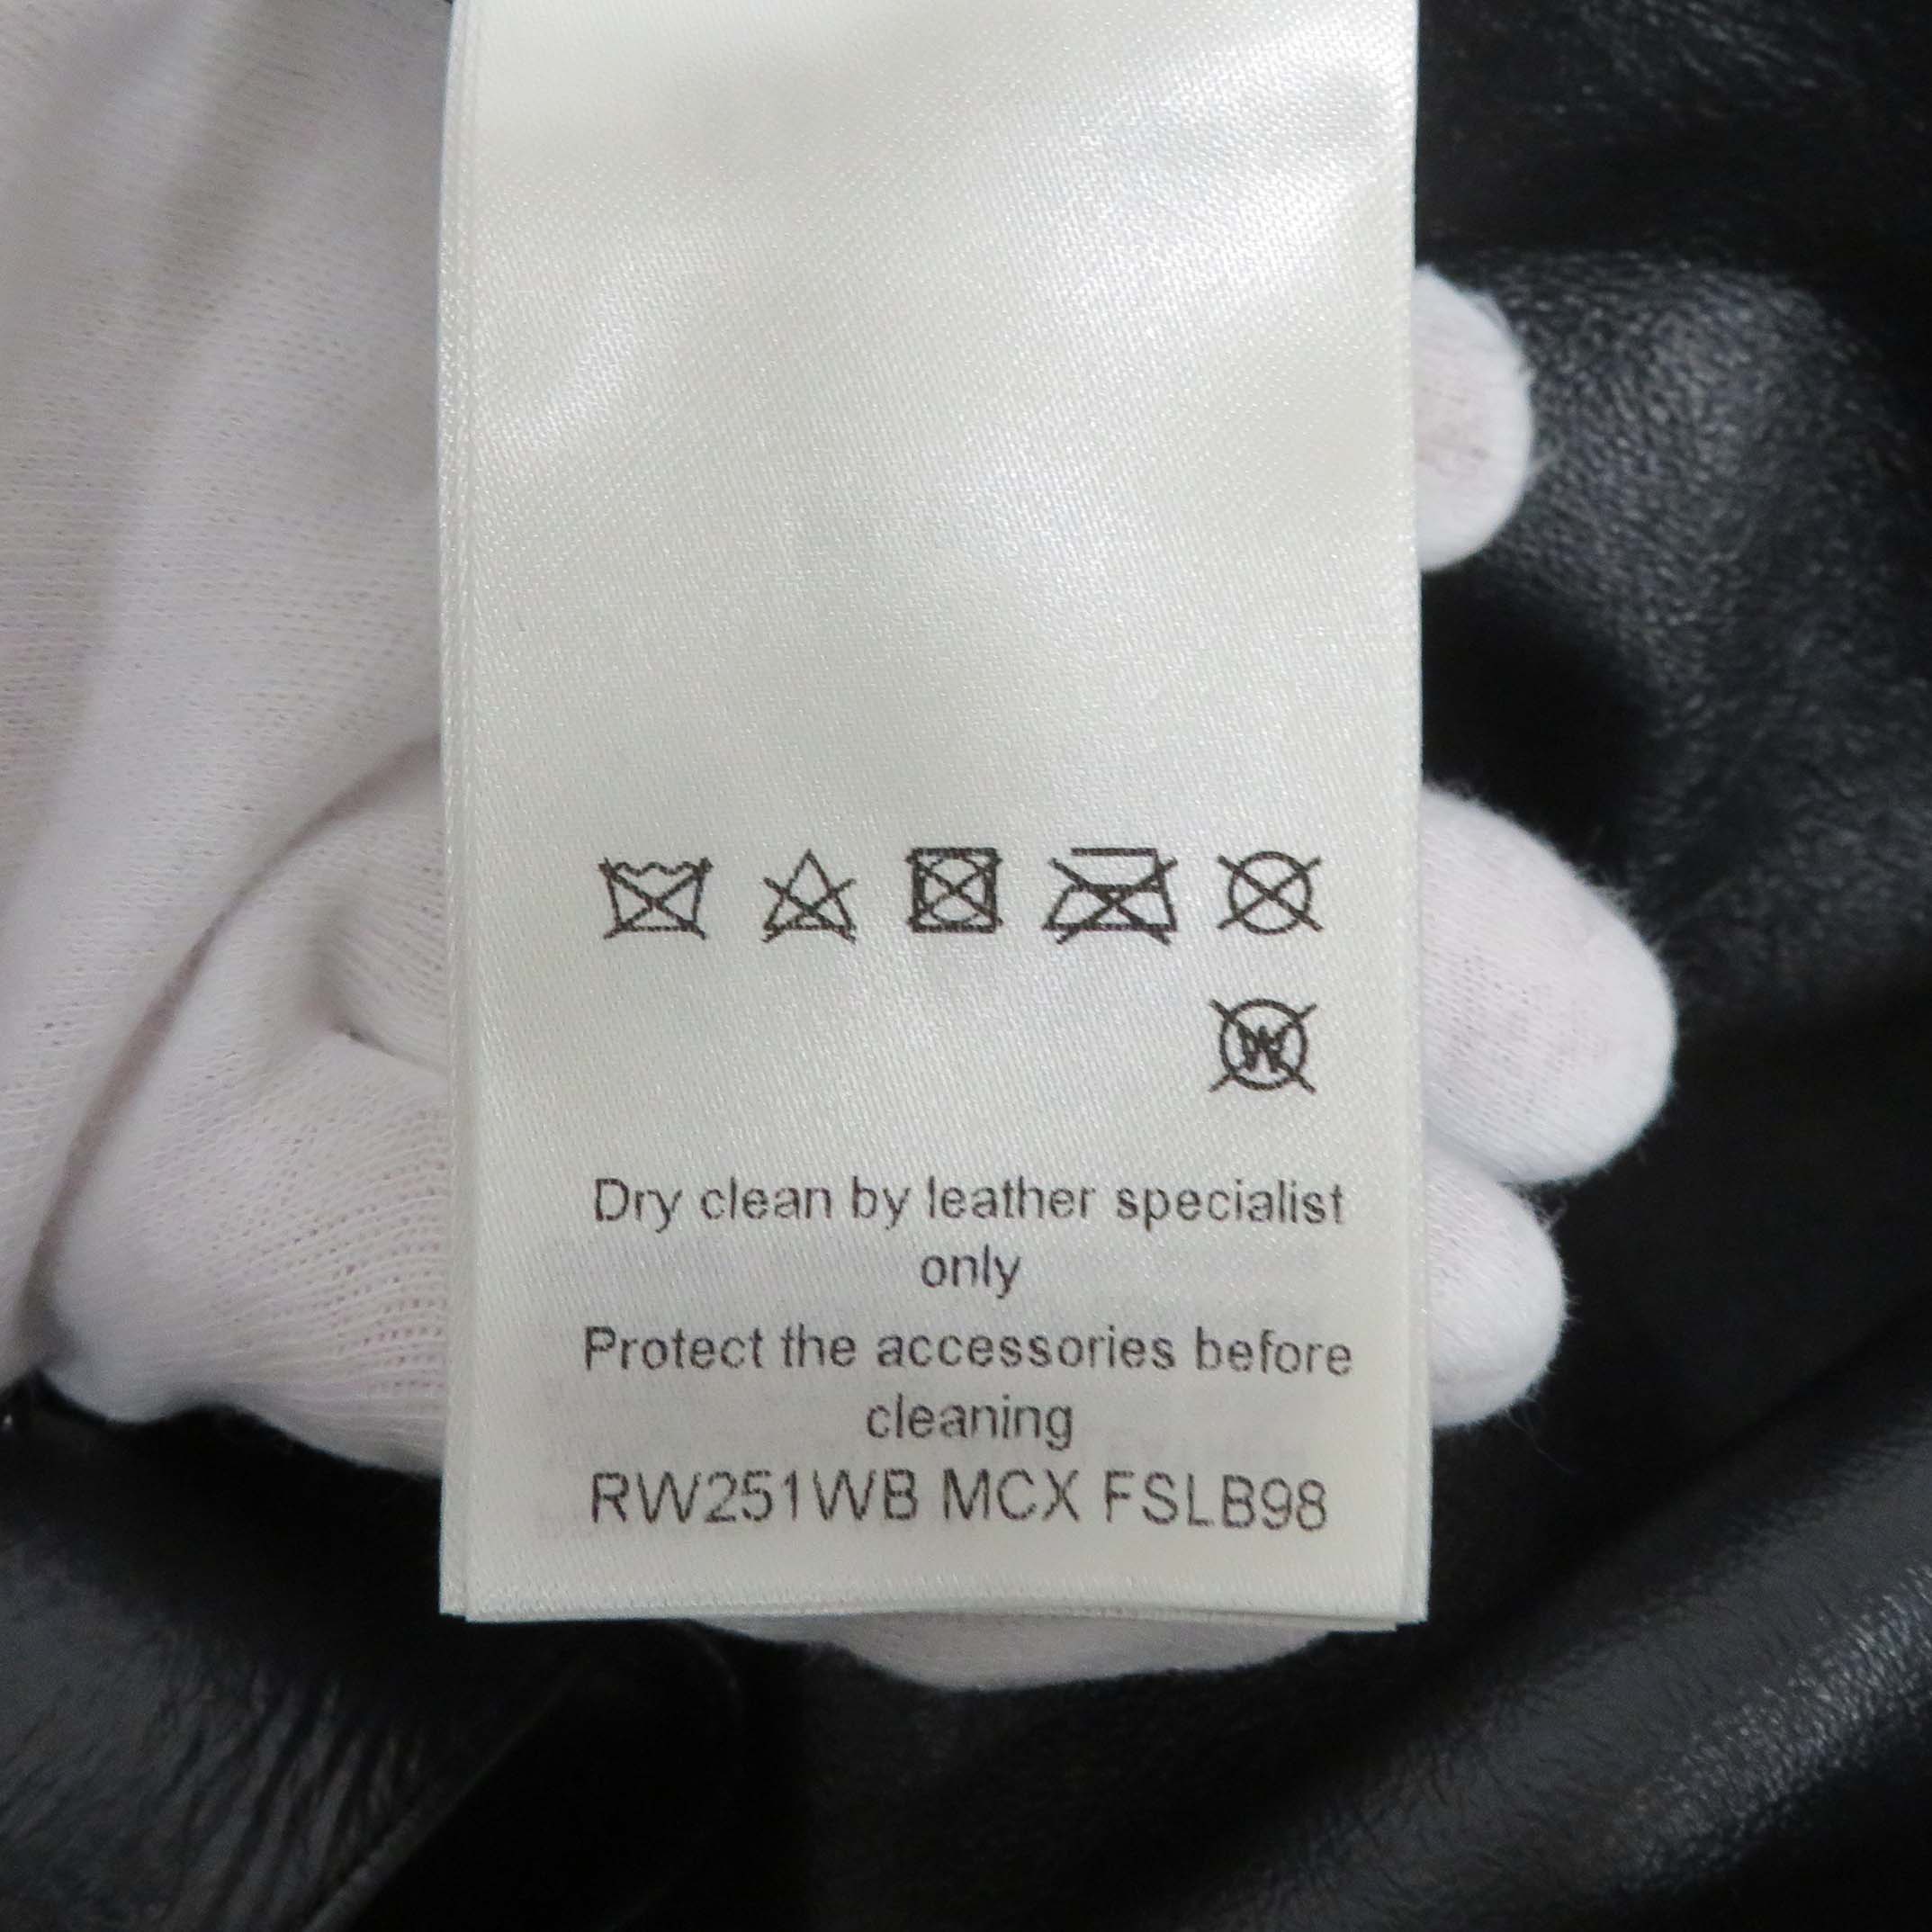 W
Dry clean by leather specialist
only
Protect the accessories before
cleaning
RW251WB MCX FSLB98